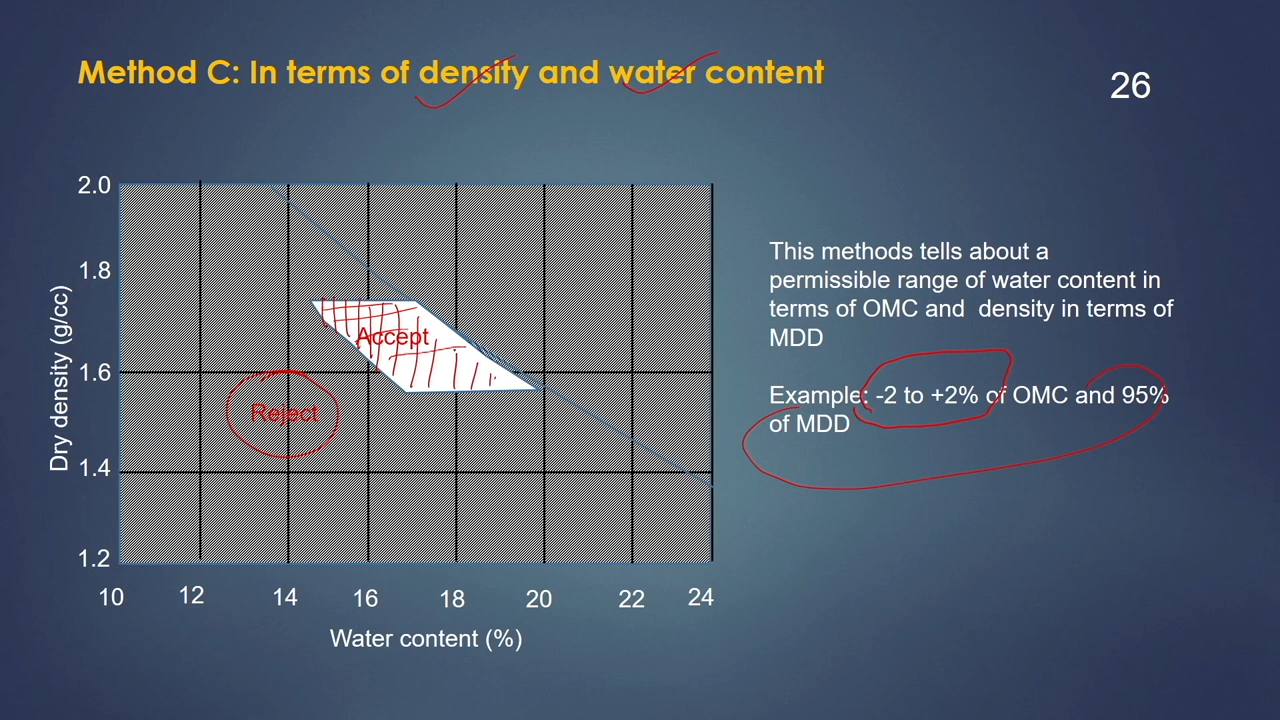 Method C: In terms of density and water content
26
2.0
1.8
1.6
1.4
1.2
Dry density (g/cc)
Accept
Reject
10 12 14 16 18 20 22 24
Water content (%)
This methods tells about a
permissible range of water content in
terms of OMC and density in terms of
MDD
Example: -2 to +2% of OMC and 95%
of MDD